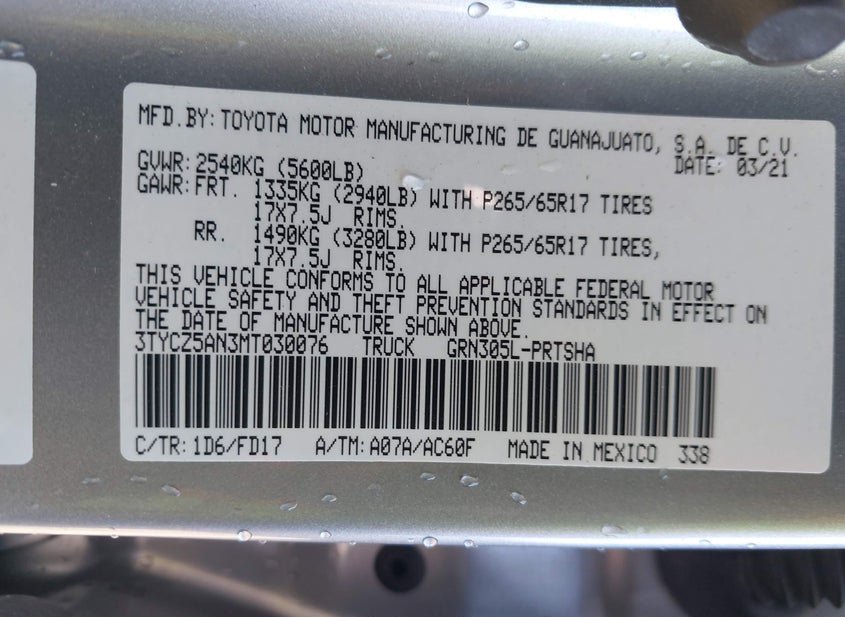 MFD.BY: TOYOTA MOTOR MANUFACTURING DE GUANAJUATO, S.A. DE C.V.
GVWR: 2540KG (5600LB) DATE: 03/21
GAWR: FRT. 1335KG (2940LB) WITH P265/65R17 TIRES
17X7.5J RIMS.
RR. 1490KG (3280LB) WITH P265/65R17 TIRES,
17X7.5J RIMS.
THIS VEHICLE CONFORMS TO ALL APPLICABLE FEDERAL MOTOR
VEHICLE SAFETY AND THEFT PREVENTION STANDARDS IN EFFECT ON
THE DATE OF MANUFACTURE SHOWN ABOVE.
3TYCZ5AN3MT030076 TRUCK GRN305L-PRTSHA
C/TR: 1D6/FD17 A/TM: A07A/AC60F MADE IN MEXICO 338